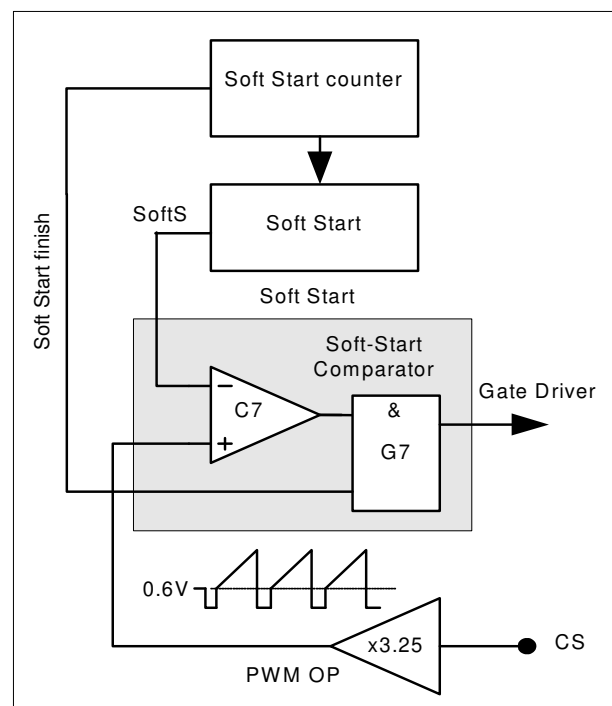 Soft Start counter
SoftS
Soft Start
Soft Start finish
Soft Start
Soft-Start
Comparator
Gate Driver
−
C7
+
&
G7
0.6V
x3.25
CS
PWM OP